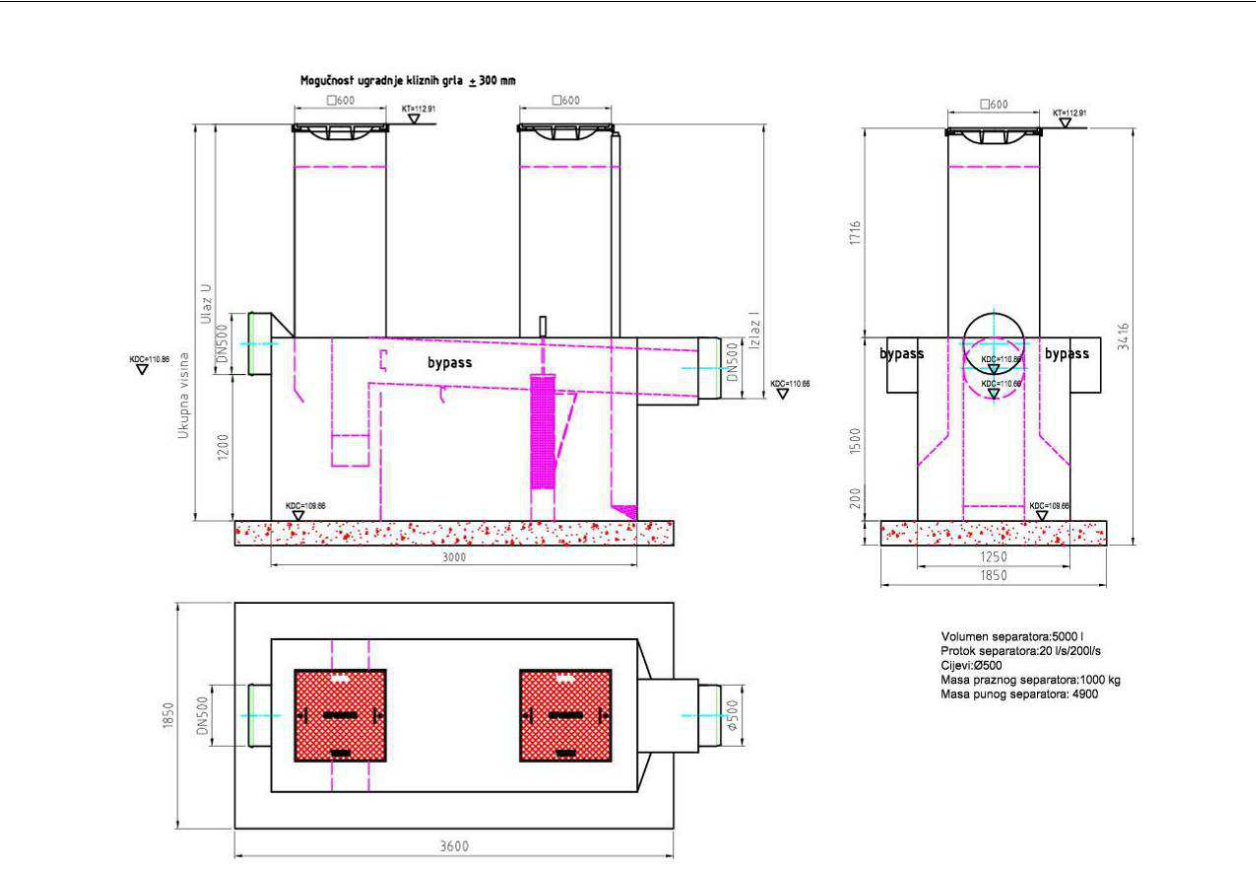 Mogučnost ugradnje kliznih grla ± 300 mm
□600
KT=112.91
□600
□600
KT=112.91
Ukupna visina
Ulaz U
DN500
1200
KDC=110.86
KDC=109.66
bypass
Izlaz I
DN500
KDC=110.66
3000
1716
1500
200
3416
bypass
bypass
KDC=110.86
KDC=110.66
KDC=109.66
1250
1850
1850
DN500
Φ500
3600
Volumen separatora:5000 l
Protok separatora:20 l/s/200l/s
Cijevi:Ø500
Masa praznog separatora:1000 kg
Masa punog separatora: 4900